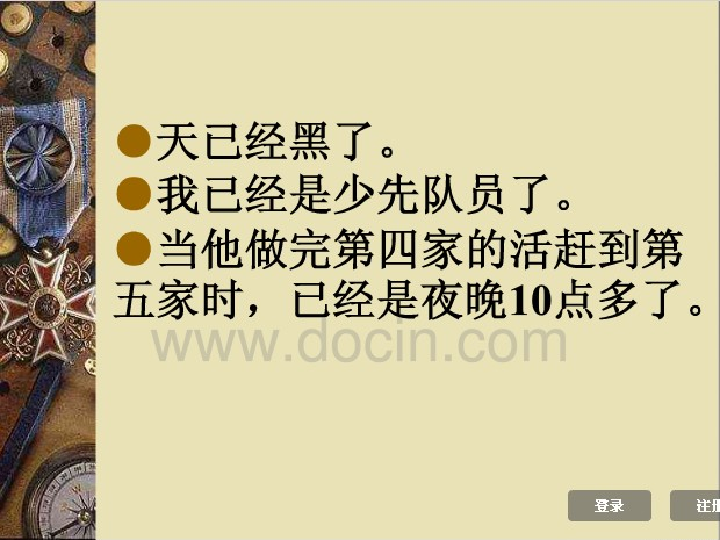 ●天已经黑了。
●我已经是少先队员了。
●当他做完第四家的活赶到第
五家时，已经是夜晚10点多了。
www.docin.com
登录
注册